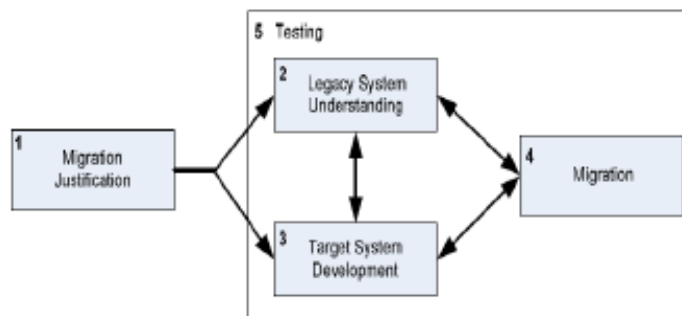 5 Testing
2
Legacy System
Understanding
1
Migration
Justification
4
Migration
3
Target System
Development